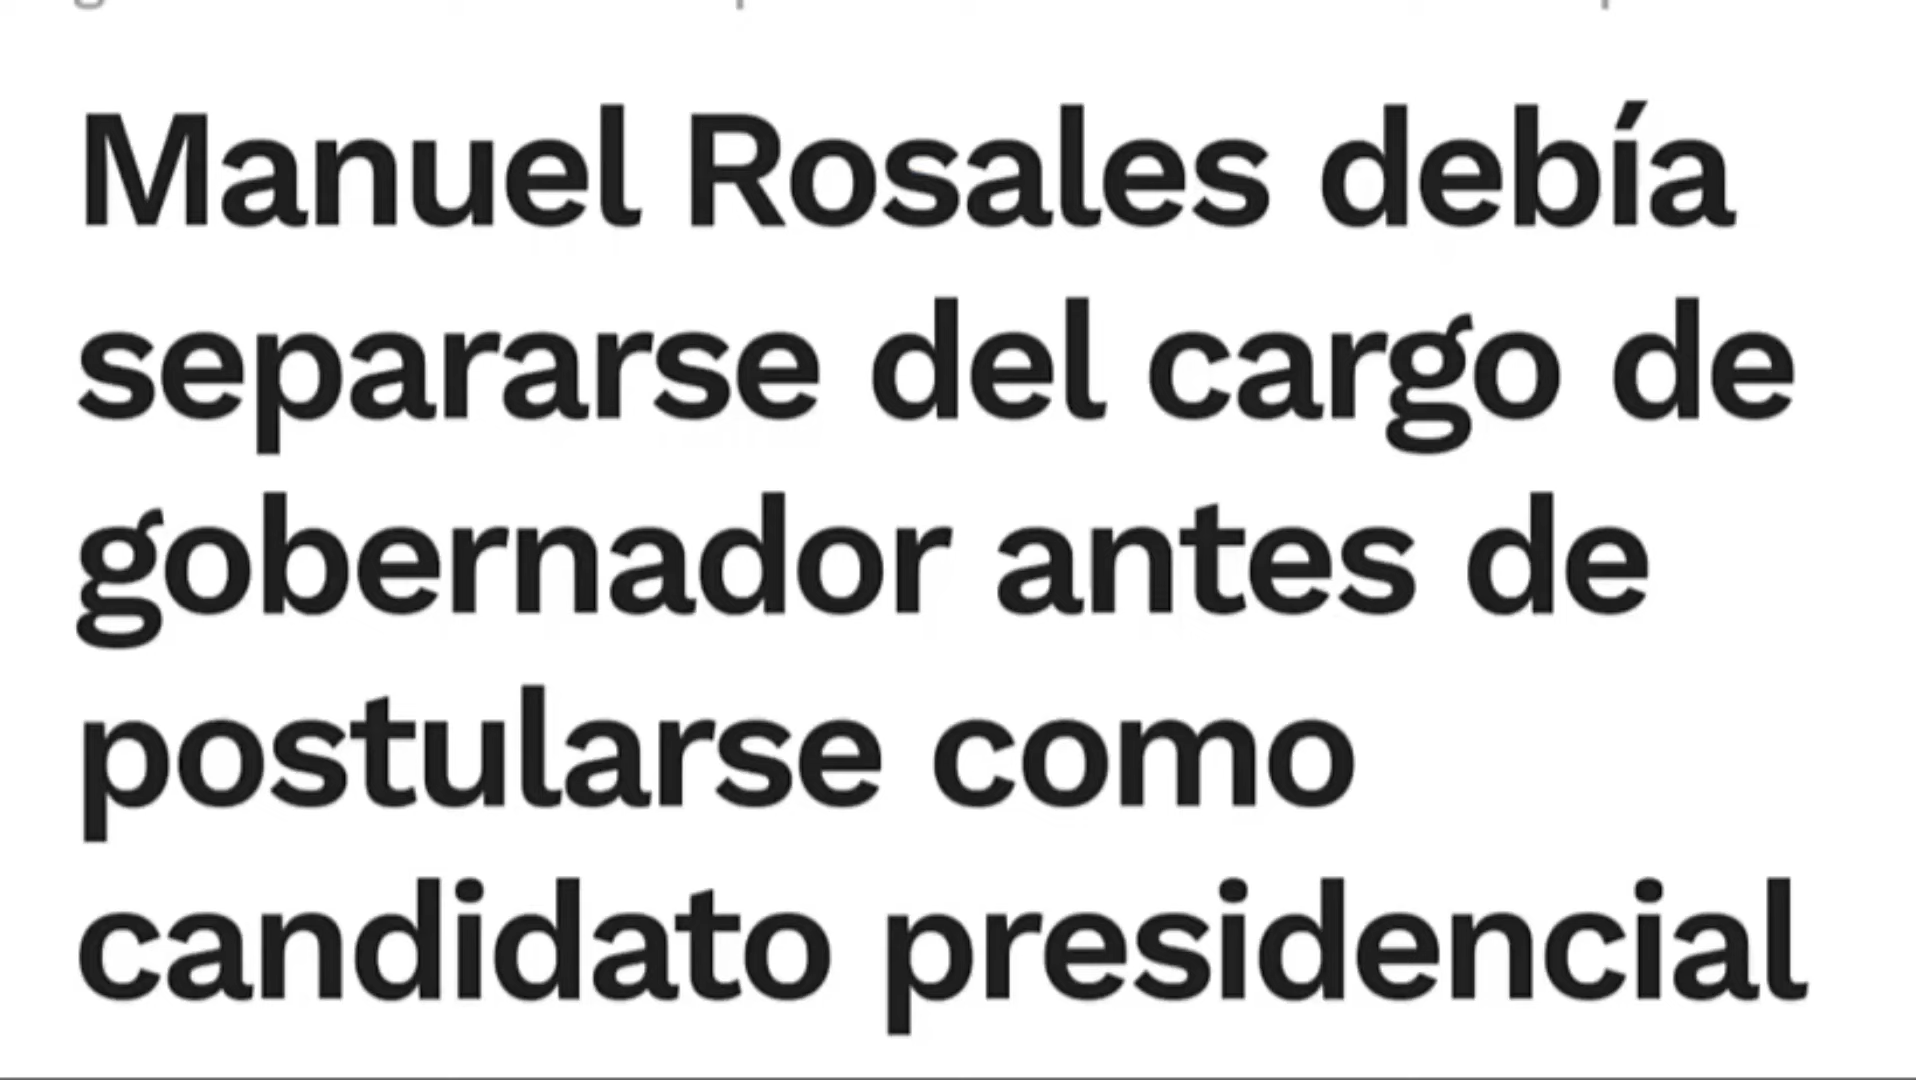 Manuel Rosales debía
separarse del cargo de
gobernador antes de
postularse como
candidato presidencial